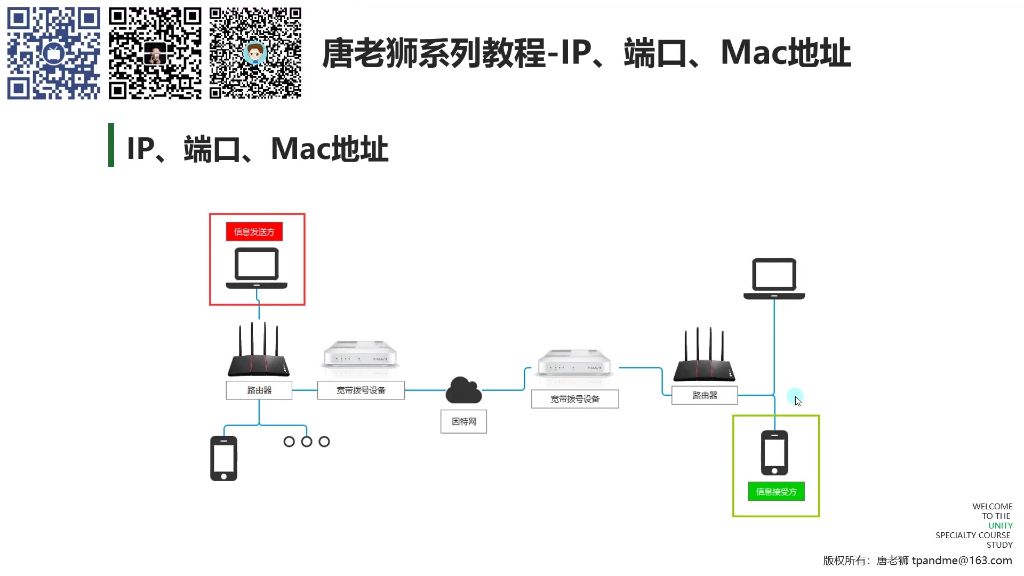 唐老狮系列教程-IP、端口、Mac地址
IP、端口、Mac地址
信息发送方
路由器
宽带拨号设备
因特网
宽带拨号设备
路由器
信息接受方
WELCOME
TO THE
UNITY
SPECIALTY COURSE
STUDY
版权所有：唐老狮 tpandme@163.com